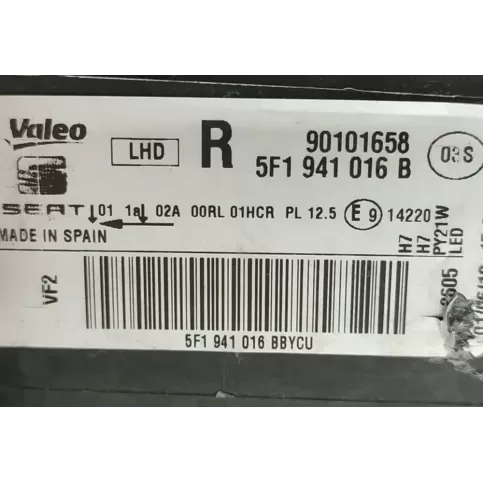 Valeo
LHD
R
90101658
5F1 941 016 B
03S
SEAT
01 1a 02A 00RL 01HCR PL 12.5 E 9 14220
MADE IN SPAIN
VF2
H7
H7
PY21W
LED
5F1 941 016 BBYCU